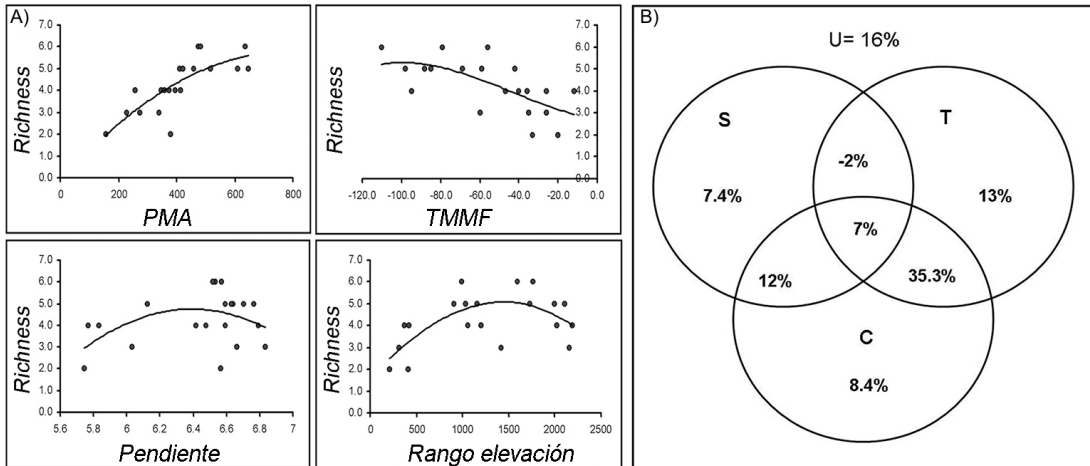 A)
7.0
6.0
5.0
4.0
3.0
2.0
1.0
0.0
Richness
0 200 400 600 800
PMA
Richness
7.0
6.0
5.0
4.0
3.0
2.0
1.0
0.0
-120.0 -100.0 -80.0 -60.0 -40.0 -20.0 0.0
TMMF
7.0
6.0
5.0
4.0
3.0
2.0
1.0
0.0
Richness
5.6 5.8 6 6.2 6.4 6.6 6.8 7
Pendiente
7.0
6.0
5.0
4.0
3.0
2.0
1.0
0.0
Richness
0 500 1000 1500 2000 2500
Rango elevación
B)
U= 16%
S
T
-2%
7.4%
13%
7%
12%
35.3%
C
8.4%